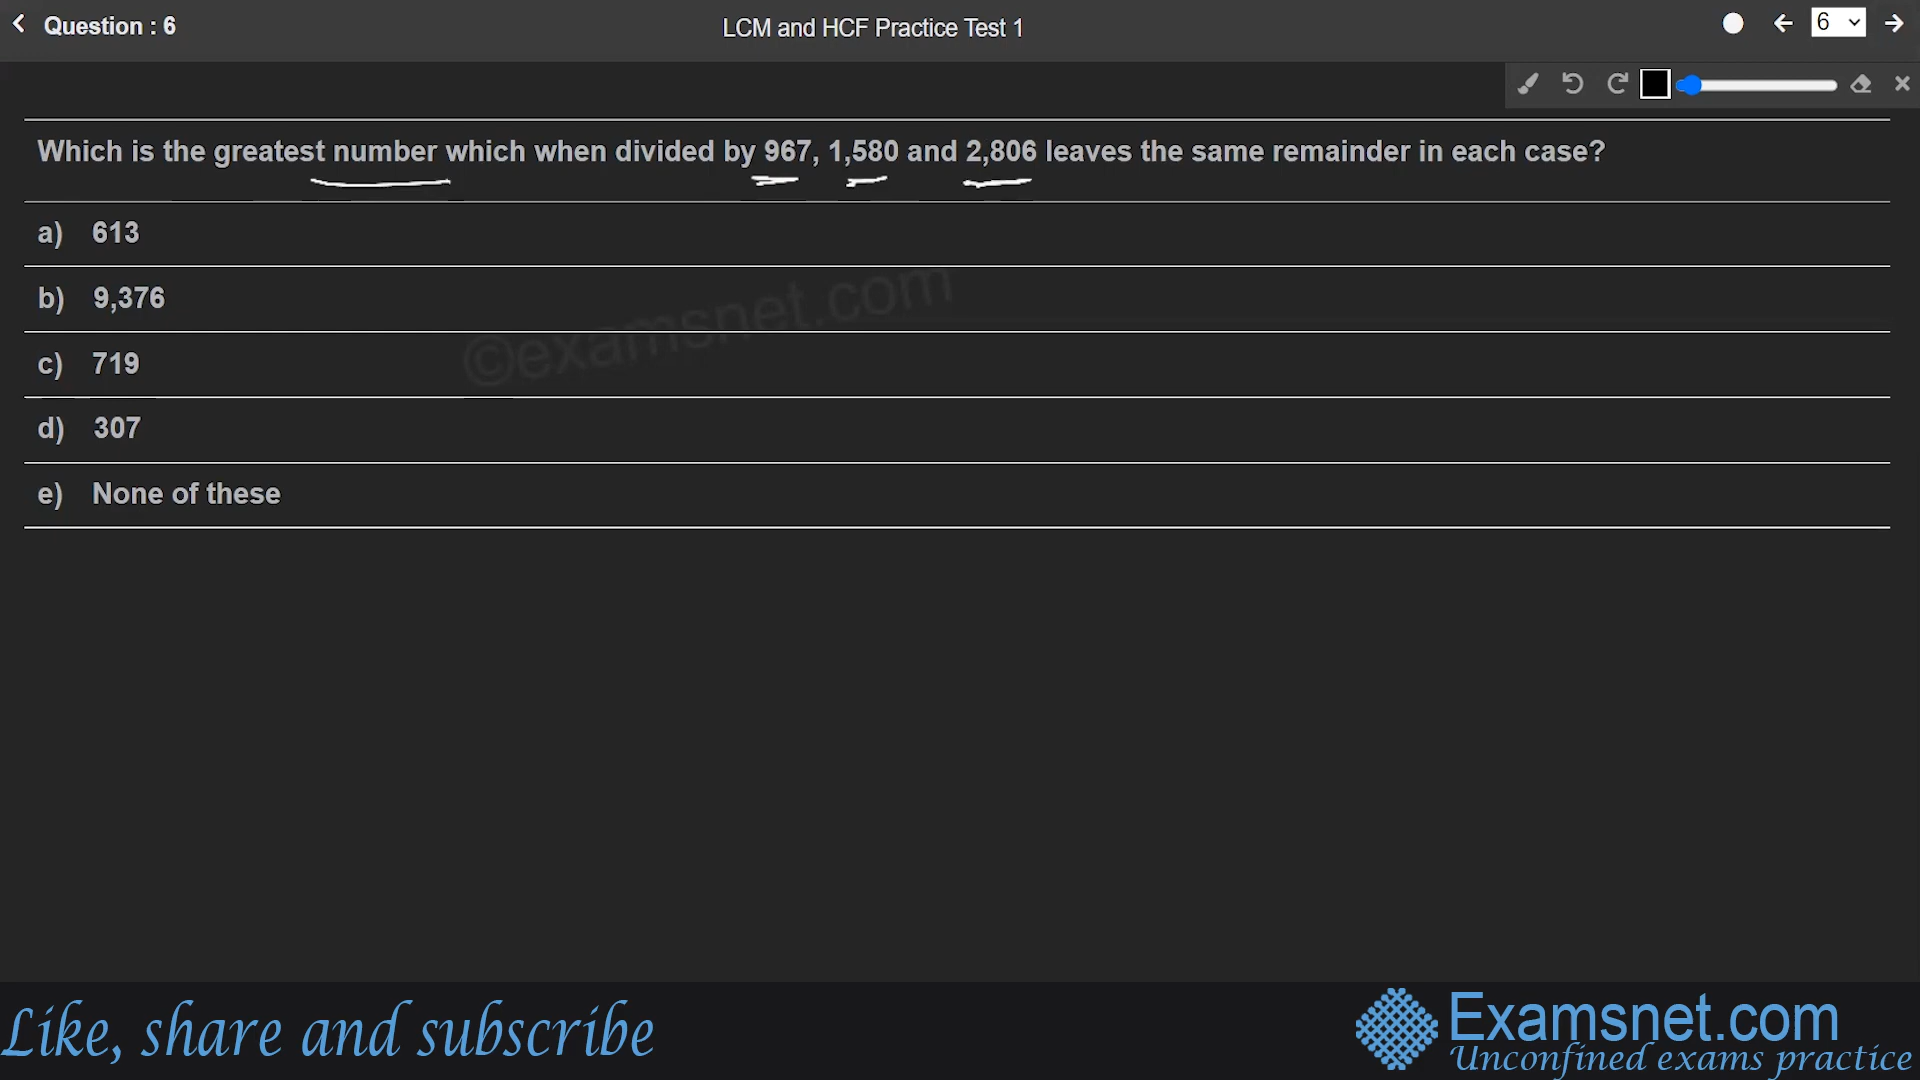 Question : 6
LCM and HCF Practice Test 1
6
Which is the greatest number which when divided by 967, 1,580 and 2,806 leaves the same remainder in each case?
a) 613
b) 9,376
c) 719
d) 307
e) None of these
©examsnet.com
Like, share and subscribe
Examsnet.com
Unconfined exams practice